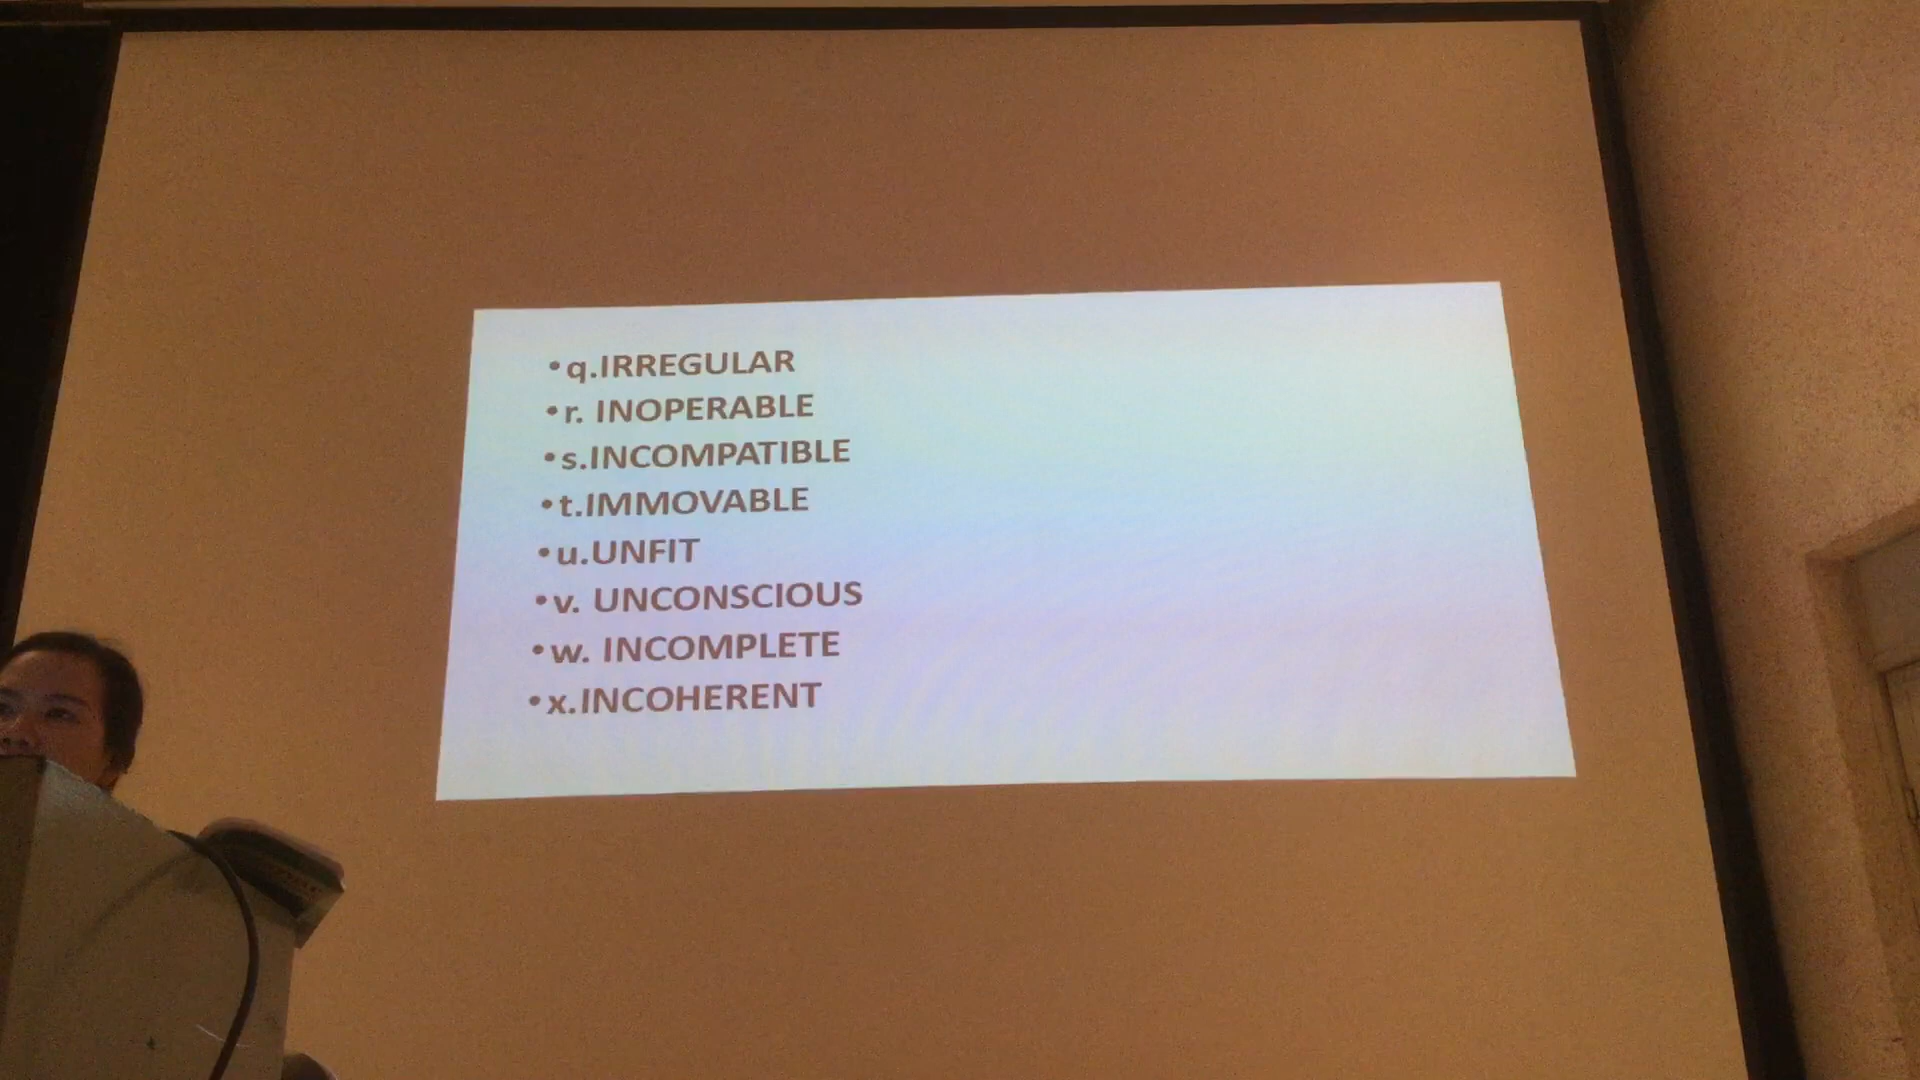 •q.IRREGULAR
•r. INOPERABLE
•s.INCOMPATIBLE
•t.IMMOVABLE
•u.UNFIT
•v. UNCONSCIOUS
•w. INCOMPLETE
•x.INCOHERENT